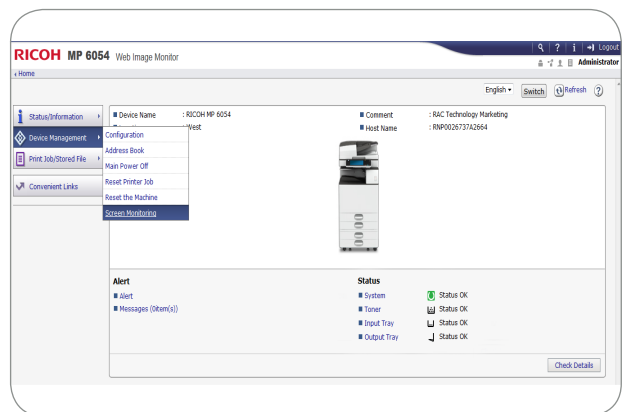 Logout
RICOH MP 6054 Web Image Monitor
Administrator
Home
English Switch Refresh
Status/Information
Device Name : RICOH MP 6054 Comment : RAC Technology Marketing
West Host Name : RNP0026737A2664
Device Management
Configuration
Address Book
Print Job/Stored File
Main Power Off
Reset Printer Job
Convenient Links
Reset the Machine
Screen Monitoring
Alert Status
Alert System Status OK
Messages (0item(s)) Toner Status OK
Input Tray Status OK
Output Tray Status OK
Check Details